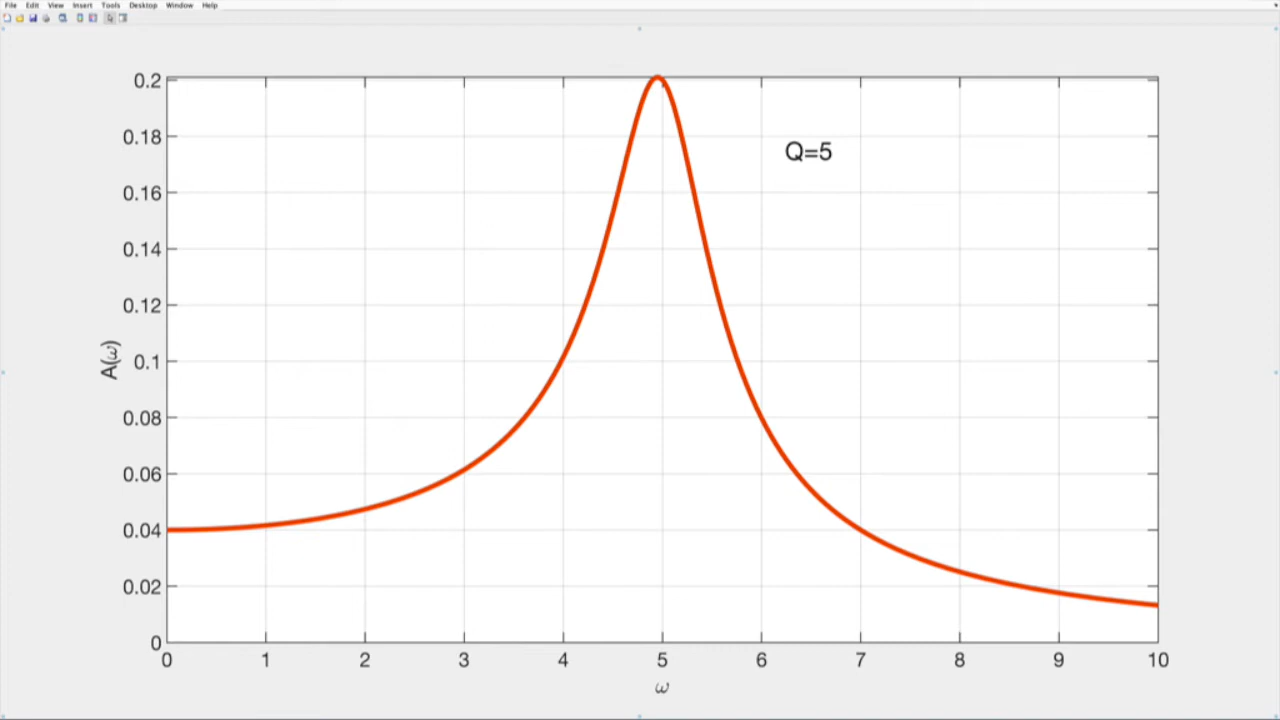 File Edit View Insert Tools Desktop Window Help
Q=5
A(ω)
0.2
0.18
0.16
0.14
0.12
0.1
0.08
0.06
0.04
0.02
0
0 1 2 3 4 5 6 7 8 9 10
ω